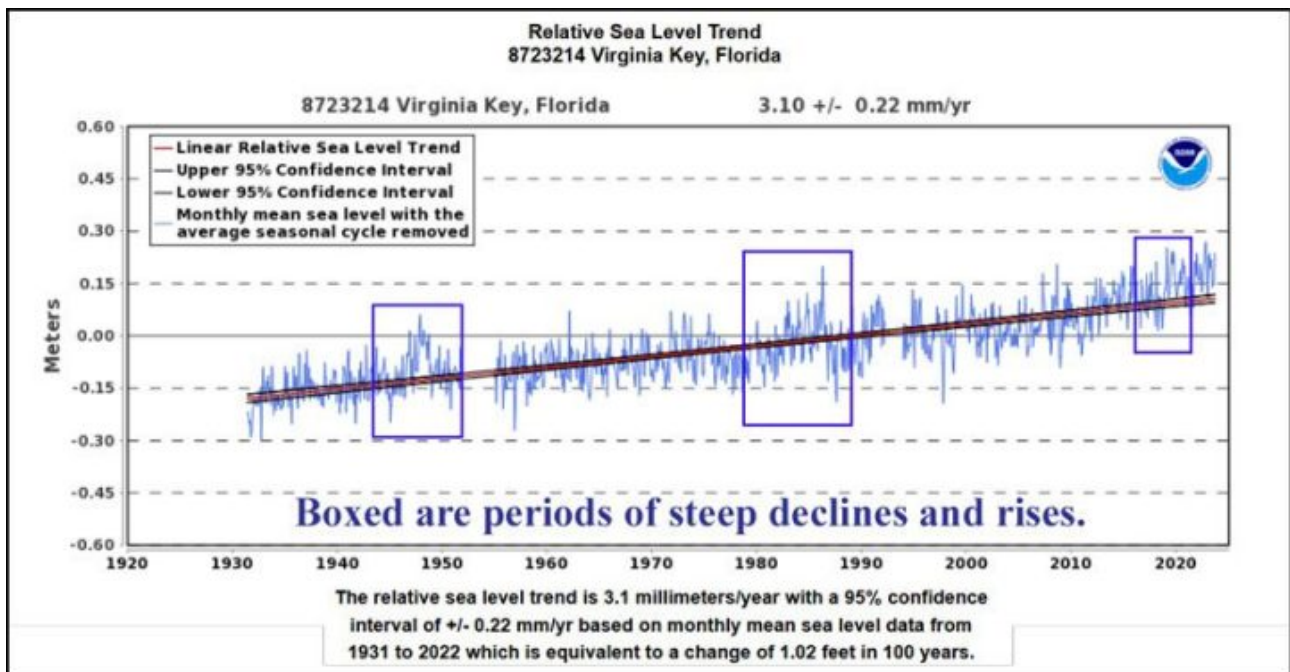 Relative Sea Level Trend
8723214 Virginia Key, Florida
8723214 Virginia Key, Florida 3.10 +/- 0.22 mm/yr
0.60
0.45
0.30
0.15
0.00
-0.15
-0.30
-0.45
-0.60
Meters
Linear Relative Sea Level Trend
Upper 95% Confidence Interval
Lower 95% Confidence Interval
Monthly mean sea level with the
average seasonal cycle removed
NOAA
Boxed are periods of steep declines and rises.
1920 1930 1940 1950 1960 1970 1980 1990 2000 2010 2020
The relative sea level trend is 3.1 millimeters/year with a 95% confidence
interval of +/- 0.22 mm/yr based on monthly mean sea level data from
1931 to 2022 which is equivalent to a change of 1.02 feet in 100 years.